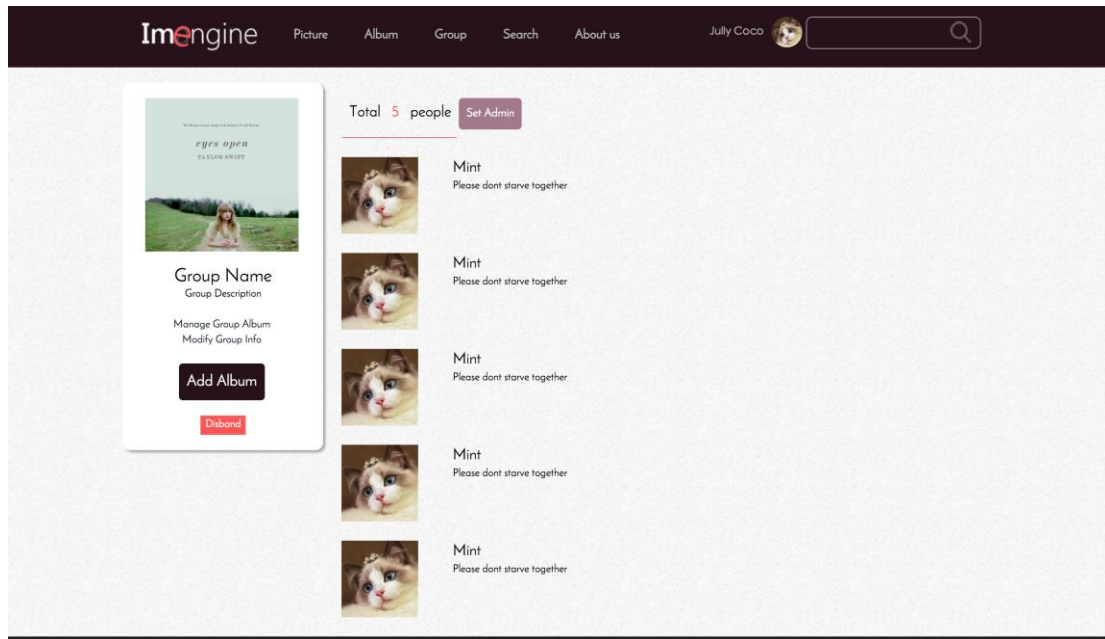 Imengine Picture Album Group Search About us Jully Coco
eyes open
TAYLOR SWIFT
Group Name
Group Description
Manage Group Album
Modify Group Info
Add Album
Disband
Total 5 people Set Admin
Mint
Please dont starve together
Mint
Please dont starve together
Mint
Please dont starve together
Mint
Please dont starve together
Mint
Please dont starve together